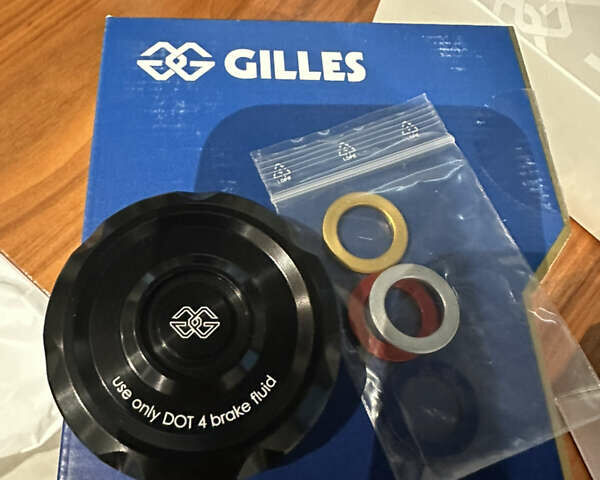 GILLES
use only DOT 4 brake fluid